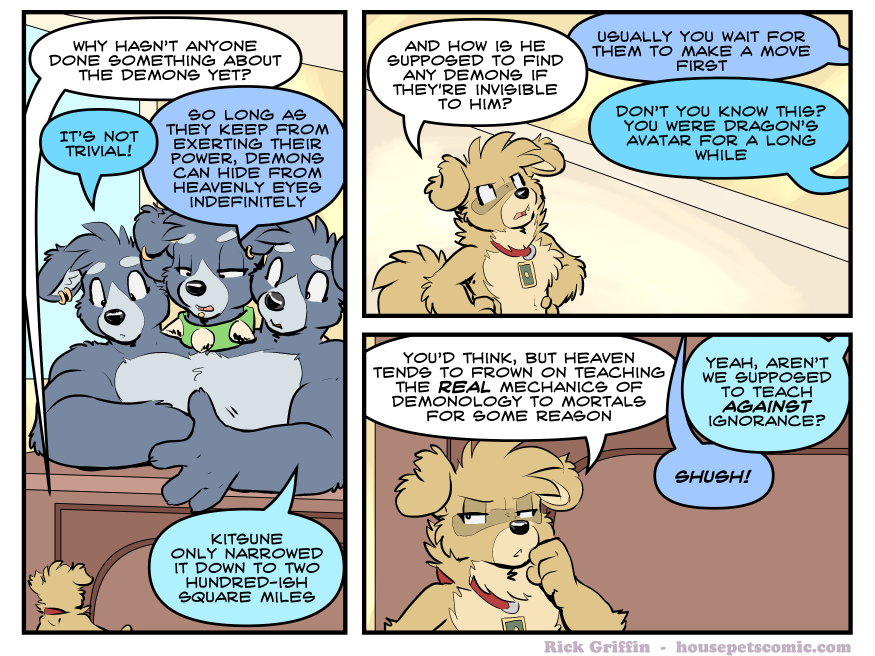 WHY HASN'T ANYONE
DONE SOMETHING ABOUT
THE DEMONS YET?
IT'S NOT
TRIVIAL!
SO LONG AS
THEY KEEP FROM
EXERTING THEIR
POWER, DEMONS
CAN HIDE FROM
HEAVENLY EYES
INDEFINITELY
KITSUNE
ONLY NARROWED
IT DOWN TO TWO
HUNDRED-ISH
SQUARE MILES
AND HOW IS HE
SUPPOSED TO FIND
ANY DEMONS IF
THEY'RE INVISIBLE
TO HIM?
USUALLY YOU WAIT FOR
THEM TO MAKE A MOVE
FIRST
DON'T YOU KNOW THIS?
YOU WERE DRAGON'S
AVATAR FOR A LONG
WHILE
YOU'D THINK, BUT HEAVEN
TENDS TO FROWN ON TEACHING
THE REAL MECHANICS OF
DEMONOLOGY TO MORTALS
FOR SOME REASON
YEAH, AREN'T
WE SUPPOSED
TO TEACH
AGAINST
IGNORANCE?
SHUSH!
Rick Griffin - housepetscomic.com